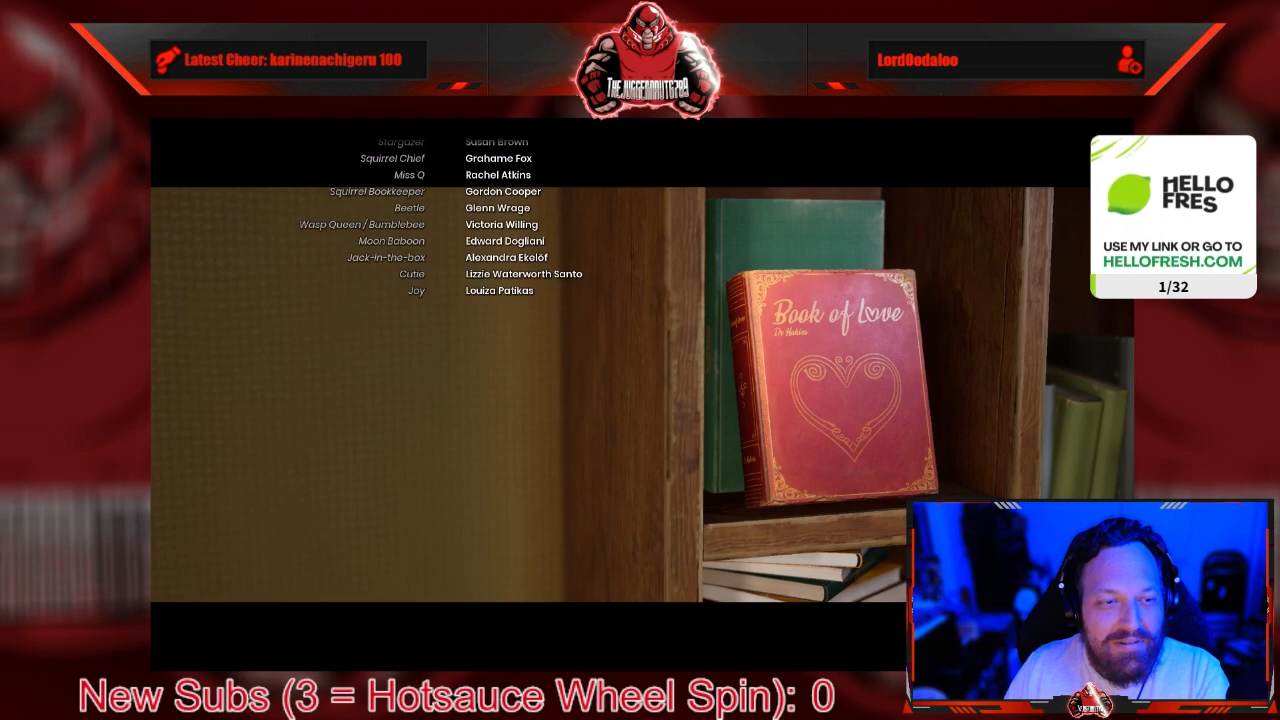 Latest Cheer: karinenachigeru 100
THEJUGGERNAUT6789
LordOodaloo
Stargazer Susan Brown
Squirrel Chief Grahame Fox
Miss Q Rachel Atkins
Squirrel Bookkeeper Gordon Cooper
Beetle Glenn Wrage
Wasp Queen / Bumblebee Victoria Willing
Moon Baboon Edward Dogliani
Jack-in-the-box Alexandra Ekelöf
Cutie Lizzie Waterworth Santo
Joy Louiza Patikas
Book of Love
Dr Hakim
HELLO
FRES
USE MY LINK OR GO TO
HELLOFRESH.COM
1/32
New Subs (3 = Hotsauce Wheel Spin): 0